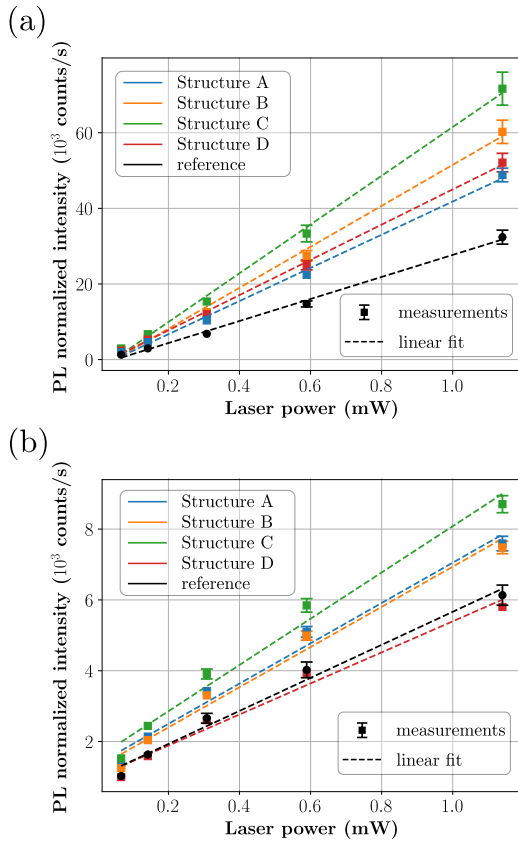 (a)
PL normalized intensity (10³ counts/s)
60
40
20
0
Structure A
Structure B
Structure C
Structure D
reference
measurements
linear fit
0.2 0.4 0.6 0.8 1.0
Laser power (mW)
(b)
PL normalized intensity (10³ counts/s)
8
6
4
2
Structure A
Structure B
Structure C
Structure D
reference
measurements
linear fit
0.2 0.4 0.6 0.8 1.0
Laser power (mW)